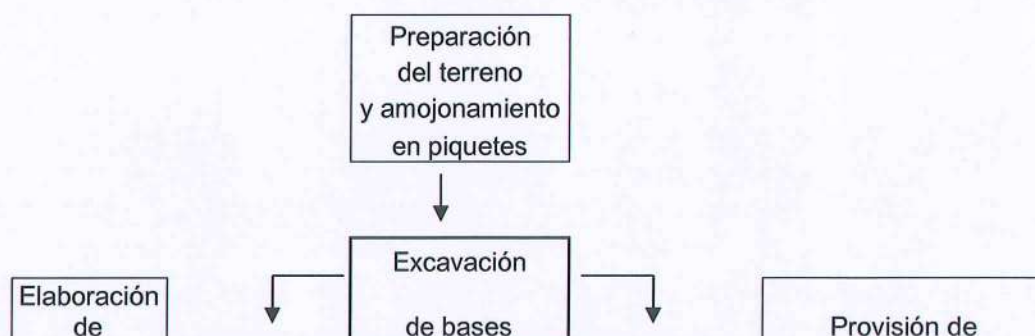 Preparación
del terreno
y amojonamiento
en piquetes
Excavación
de bases
Elaboración
de
Provisión de